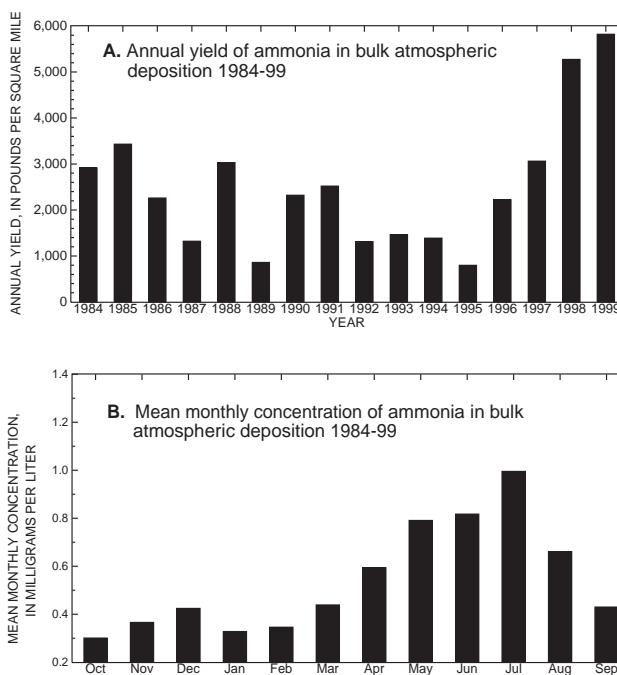 ANNUAL YIELD, IN POUNDS PER SQUARE MILE
6,000
5,000
4,000
3,000
2,000
1,000
0
A. Annual yield of ammonia in bulk atmospheric
deposition 1984-99
1984 1985 1986 1987 1988 1989 1990 1991 1992 1993 1994 1995 1996 1997 1998 1999
YEAR
MEAN MONTHLY CONCENTRATION,
IN MILLIGRAMS PER LITER
1.4
1.2
1.0
0.8
0.6
0.4
0.2
B. Mean monthly concentration of ammonia in bulk
atmospheric deposition 1984-99
Oct Nov Dec Jan Feb Mar Apr May Jun Jul Aug Sep